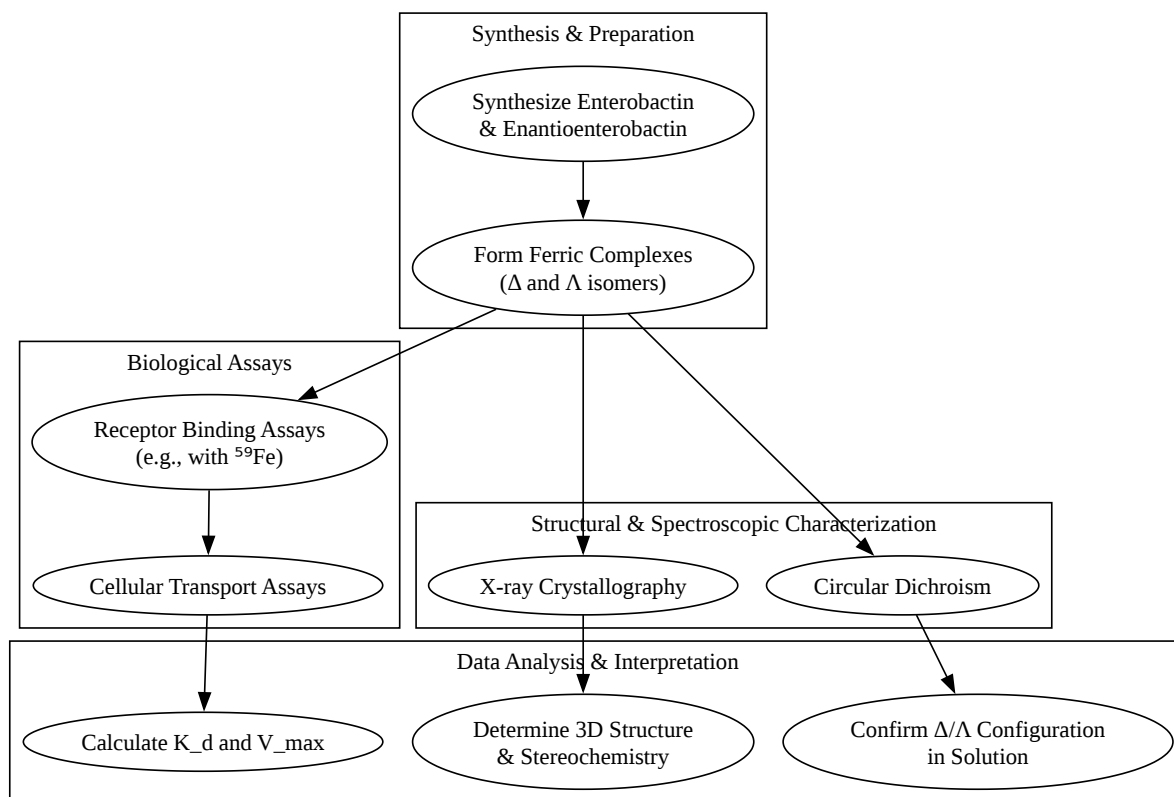 Synthesis & Preparation
Synthesize Enterobactin
& Enantioenterobactin
Form Ferric Complexes
(Δ and Λ isomers)
Biological Assays
Receptor Binding Assays
(e.g., with ⁵⁹Fe)
Cellular Transport Assays
Structural & Spectroscopic Characterization
X-ray Crystallography
Circular Dichroism
Data Analysis & Interpretation
Calculate K_d and V_max
Determine 3D Structure
& Stereochemistry
Confirm Δ/Λ Configuration
in Solution